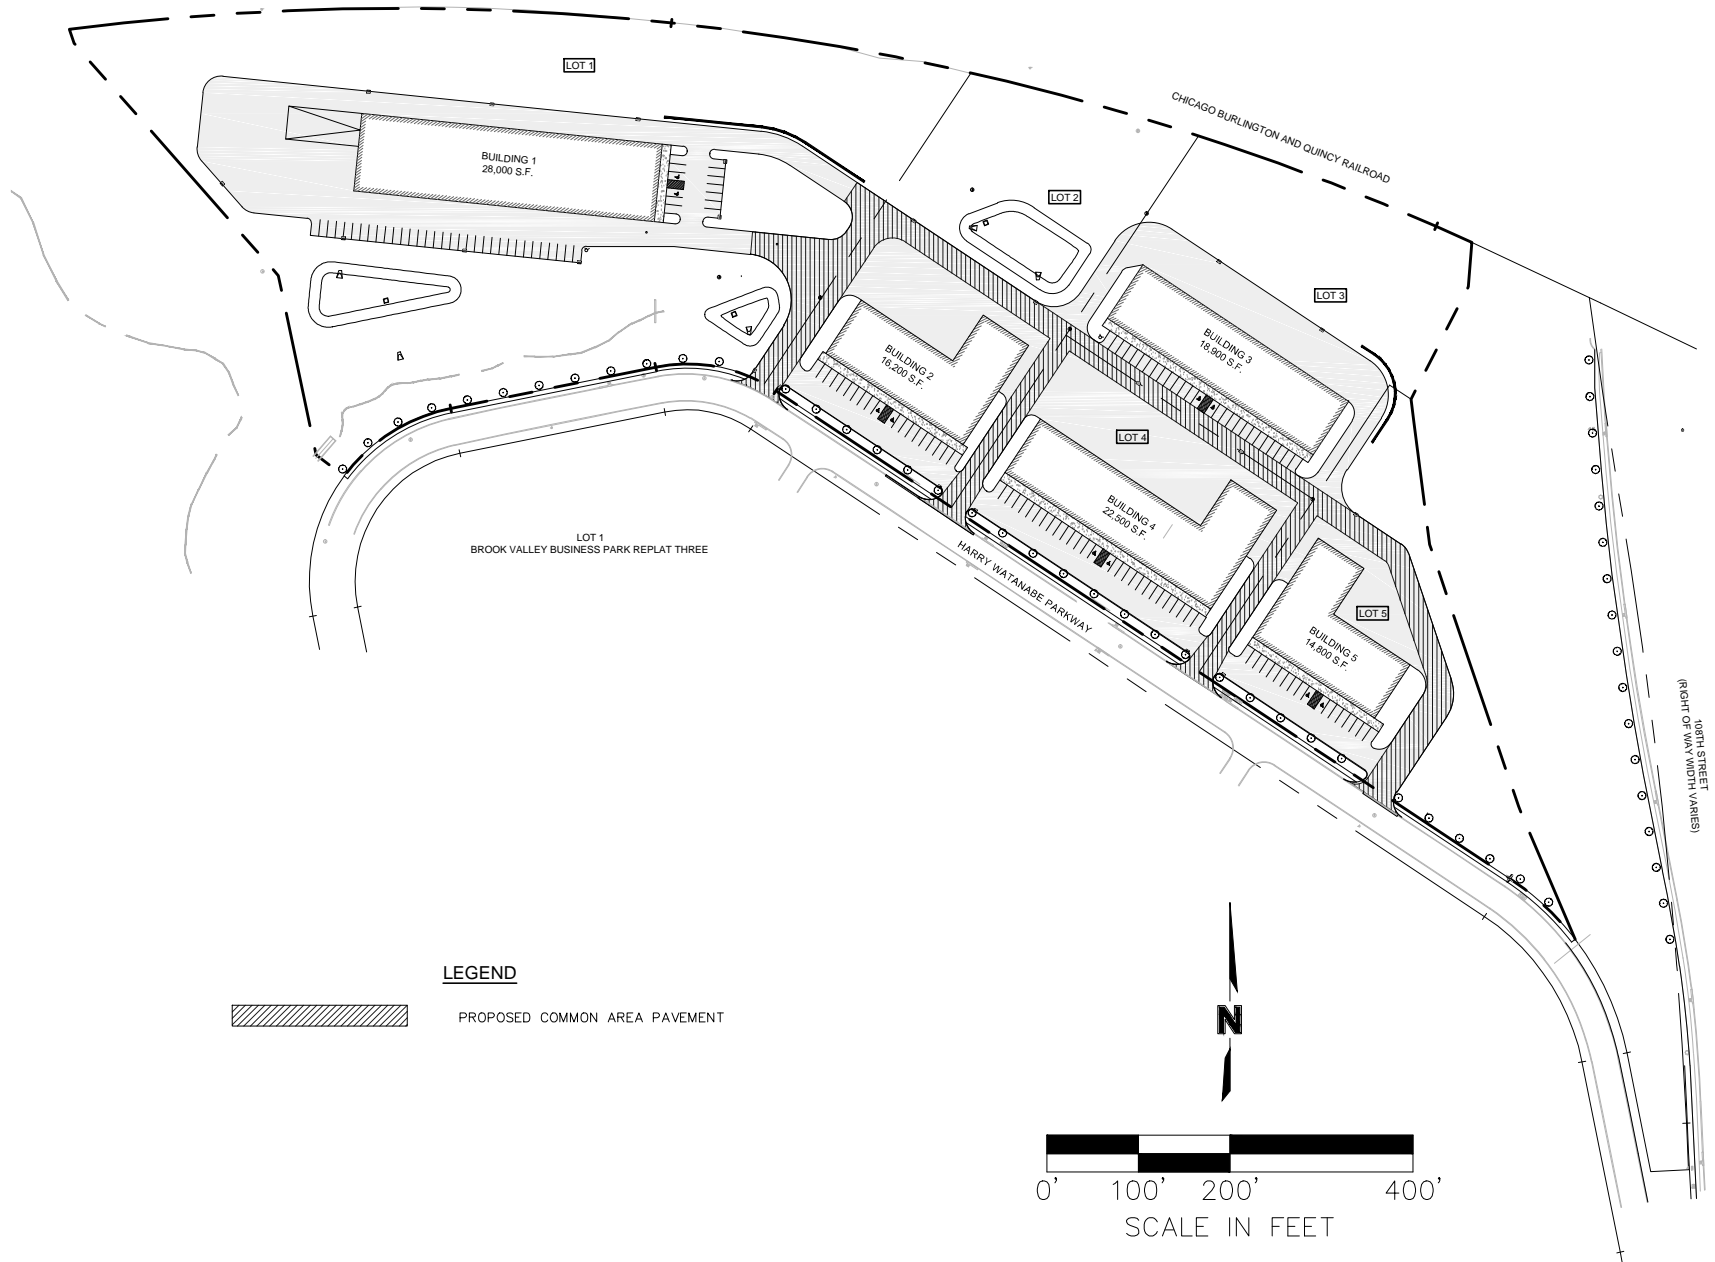 LOT 1
CHICAGO BURLINGTON AND QUINCY RAILROAD
BUILDING 1
28,000 S.F.
LOT 2
LOT 3
BUILDING 3
18,900 S.F.
BUILDING 2
16,200 S.F.
LOT 4
BUILDING 4
22,500 S.F.
LOT 1
BROOK VALLEY BUSINESS PARK REPLAT THREE
HARRY WATANABE PARKWAY
LOT 5
BUILDING 5
14,800 S.F.
108TH STREET
(RIGHT OF WAY WIDTH VARIES)
LEGEND
PROPOSED COMMON AREA PAVEMENT
N
0' 100' 200' 400'
SCALE IN FEET